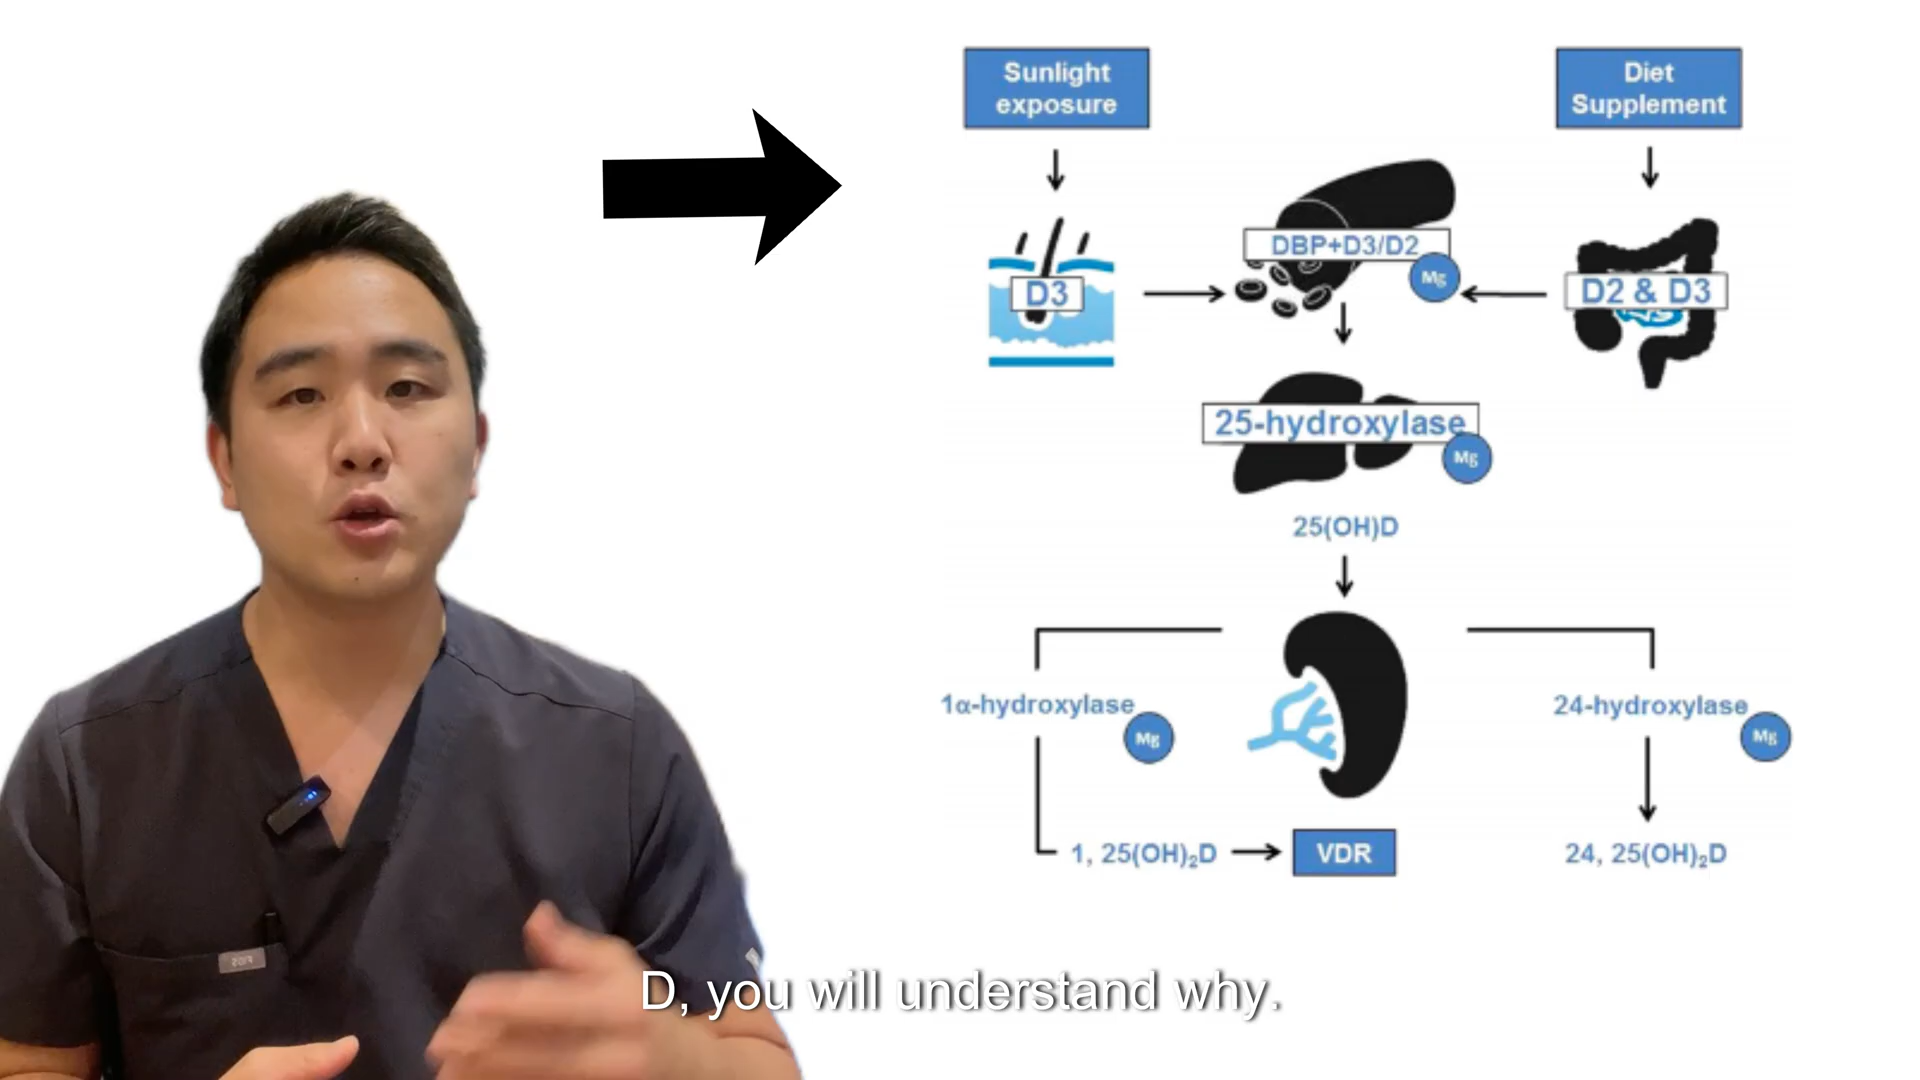 Sunlight
exposure
Diet
Supplement
DBP+D3/D2
Mg
D3
D2 & D3
25-hydroxylase
Mg
25(OH)D
1α-hydroxylase
Mg
24-hydroxylase
Mg
1, 25(OH)₂D
VDR
24, 25(OH)₂D
D, you will understand why.